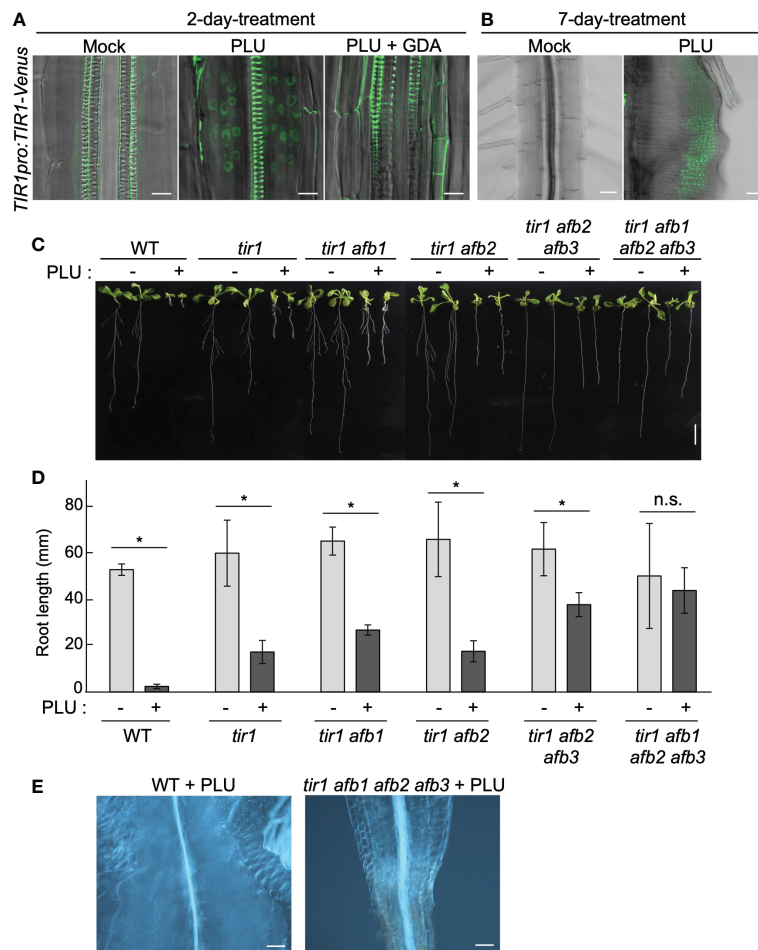 A 2-day-treatment B 7-day-treatment
Mock PLU PLU + GDA Mock PLU
TIR1pro:TIR1-Venus
C WT tir1 tir1 afb1 tir1 afb2 tir1 afb2 afb3 tir1 afb1 afb2 afb3
PLU : - + - + - + - + - + - +
D
Root length (mm)
80
60
40
20
0
* * * * * n.s.
PLU : - + - + - + - + - + - +
WT tir1 tir1 afb1 tir1 afb2 tir1 afb2 afb3 tir1 afb1 afb2 afb3
E WT + PLU tir1 afb1 afb2 afb3 + PLU